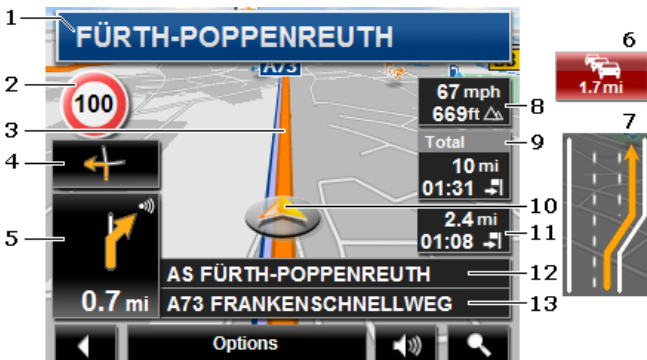 1
FÜRTH-POPPENREUTH
A73
2
100
3
4
5
0.7 mi
6
1.7 mi
7
67 mph
8
669ft
Total
9
10 mi
01:31
10
2.4 mi
11
01:08
AS FÜRTH-POPPENREUTH
12
A73 FRANKENSCHNELLWEG
13
Options